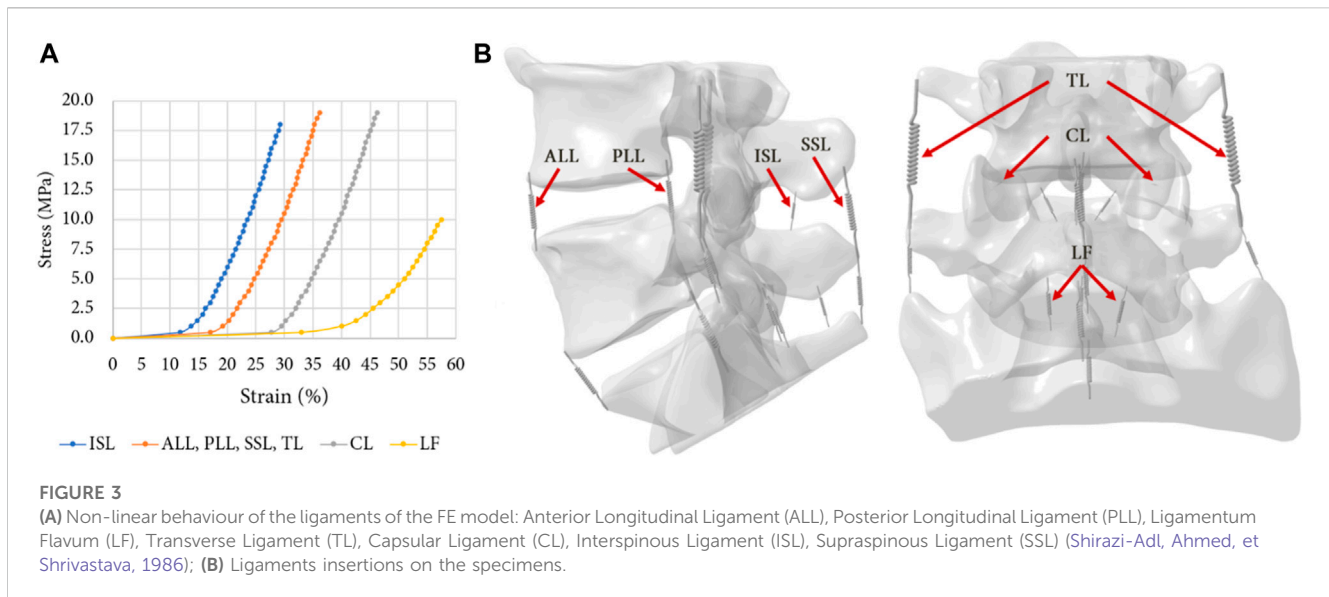 A
B
20.0
17.5
15.0
12.5
10.0
7.5
5.0
2.5
0.0
Stress (MPa)
0 5 10 15 20 25 30 35 40 45 50 55 60
Strain (%)
ISL ALL, PLL, SSL, TL CL LF
ALL PLL ISL SSL
TL
CL
LF
FIGURE 3
(A) Non-linear behaviour of the ligaments of the FE model: Anterior Longitudinal Ligament (ALL), Posterior Longitudinal Ligament (PLL), Ligamentum
Flavum (LF), Transverse Ligament (TL), Capsular Ligament (CL), Interspinous Ligament (ISL), Supraspinous Ligament (SSL) (Shirazi-Adl, Ahmed, et
Shrivastava, 1986); (B) Ligaments insertions on the specimens.